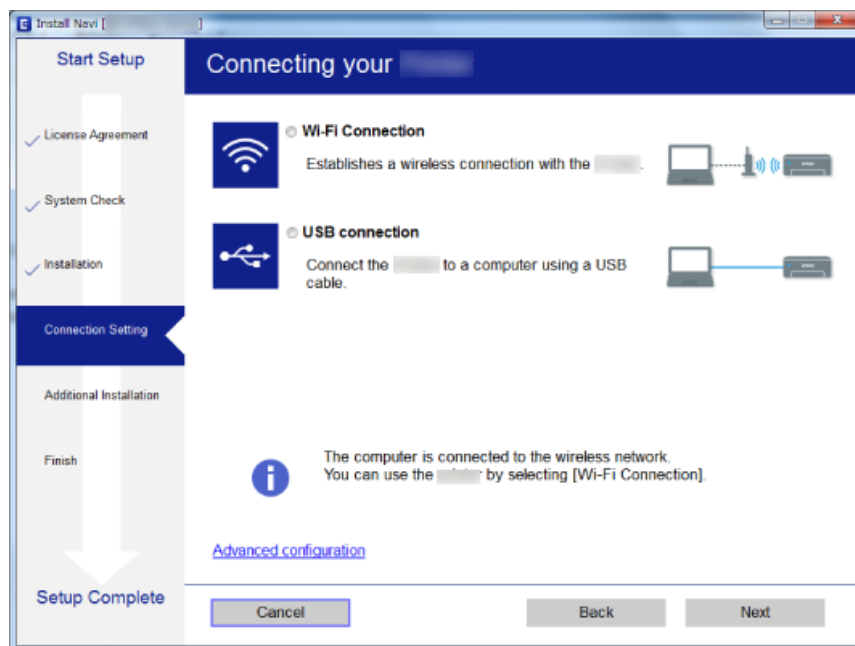 E Install Navi [ ]
Start Setup
License Agreement
System Check
Installation
Connection Setting
Additional Installation
Finish
Setup Complete
Connecting your
Wi-Fi Connection
Establishes a wireless connection with the .
USB connection
Connect the to a computer using a USB
cable.
The computer is connected to the wireless network.
You can use the by selecting [Wi-Fi Connection].
Advanced configuration
Cancel
Back
Next